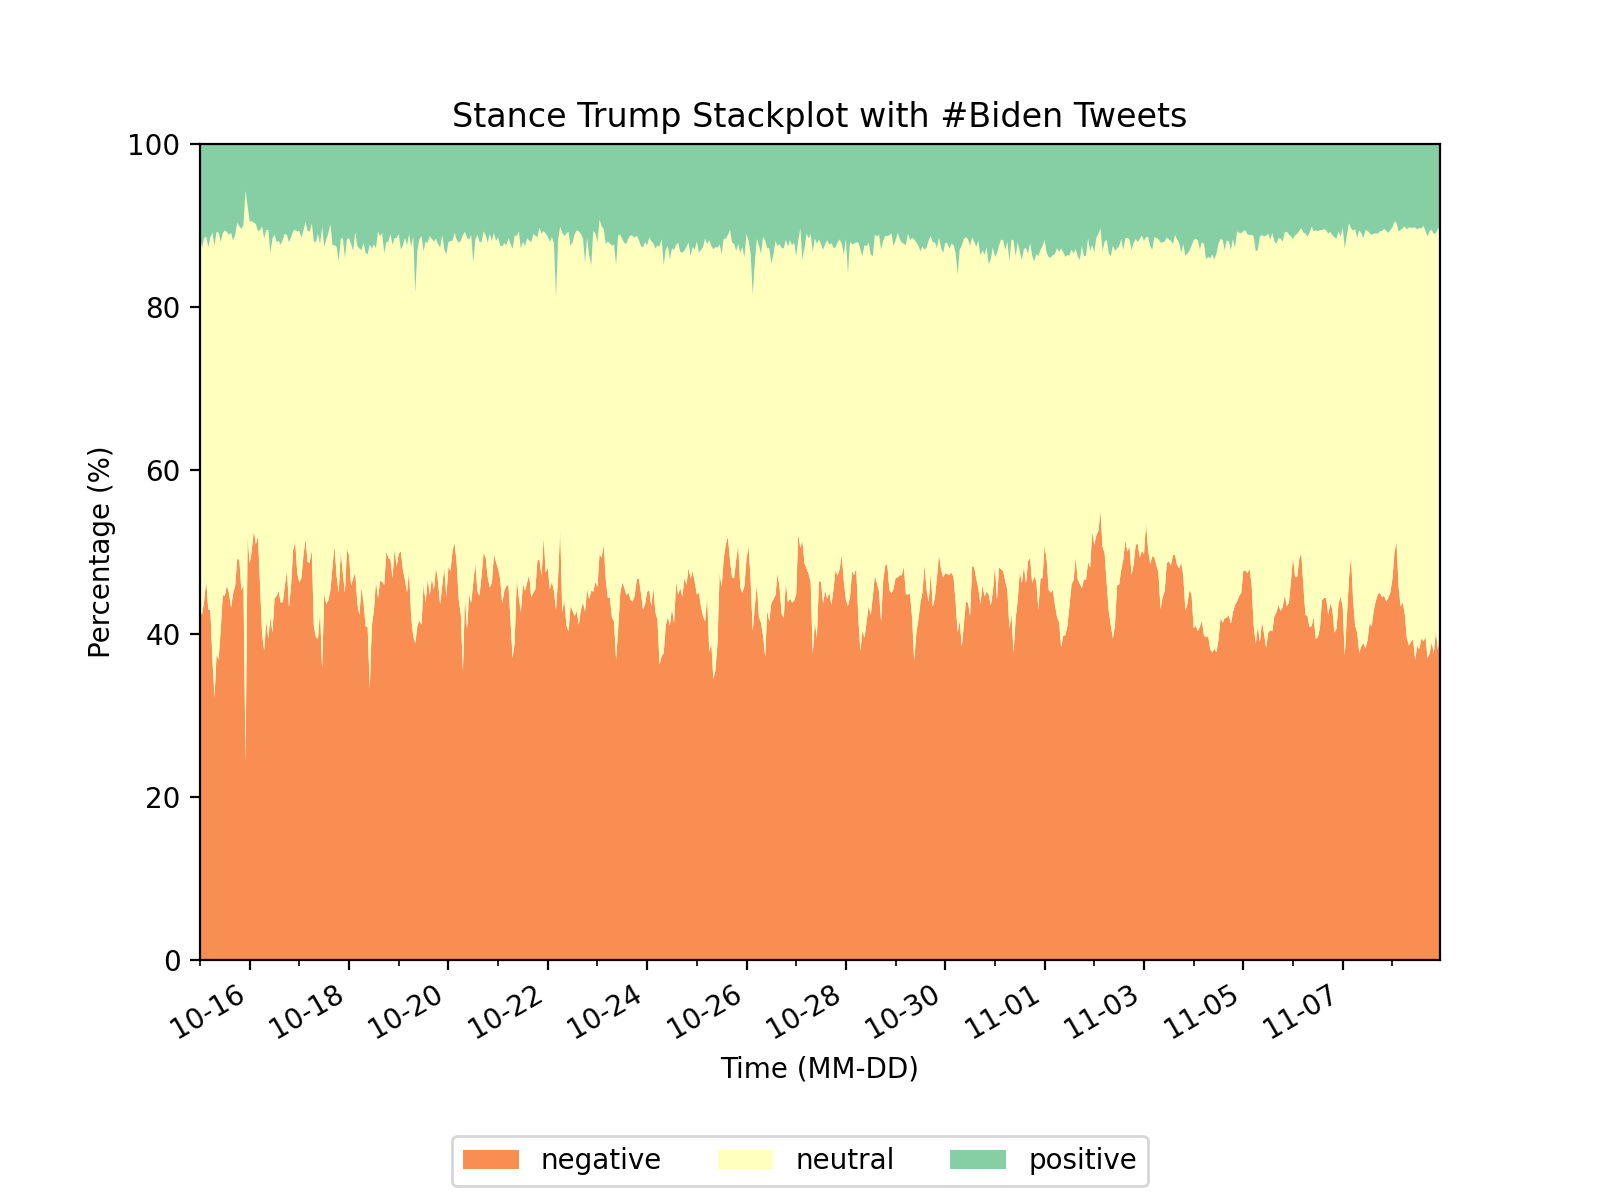 Stance Trump Stackplot with #Biden Tweets
100
80
60
40
20
0
Percentage (%)
10-16 10-18 10-20 10-22 10-24 10-26 10-28 10-30 11-01 11-03 11-05 11-07
Time (MM-DD)
negative neutral positive